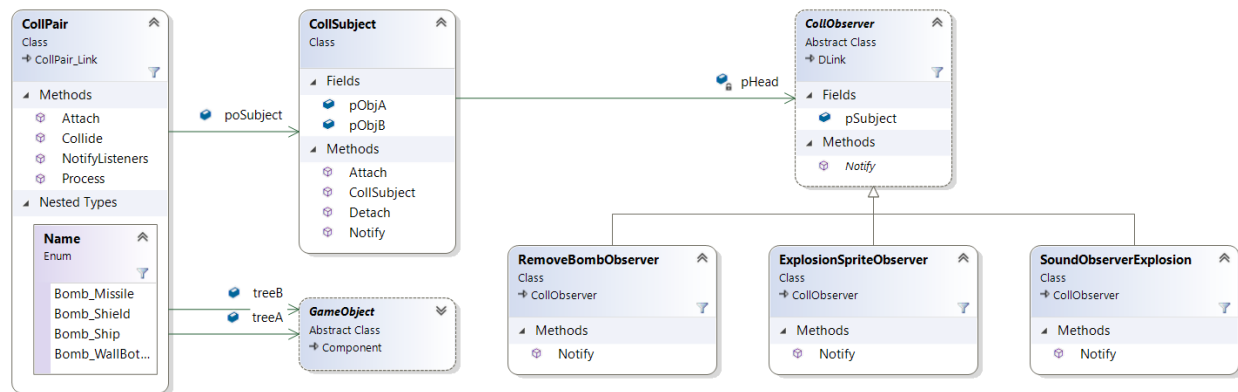 CollPair
Class
CollPair_Link
Methods
Attach
Collide
NotifyListeners
Process
Nested Types
Name
Enum
Bomb_Missile
Bomb_Shield
Bomb_Ship
Bomb_WallBot...
poSubject
treeB
treeA
CollSubject
Class
Fields
pObjA
pObjB
Methods
Attach
CollSubject
Detach
Notify
GameObject
Abstract Class
Component
pHead
CollObserver
Abstract Class
DLink
Fields
pSubject
Methods
Notify
RemoveBombObserver
Class
CollObserver
Methods
Notify
ExplosionSpriteObserver
Class
CollObserver
Methods
Notify
SoundObserverExplosion
Class
CollObserver
Methods
Notify